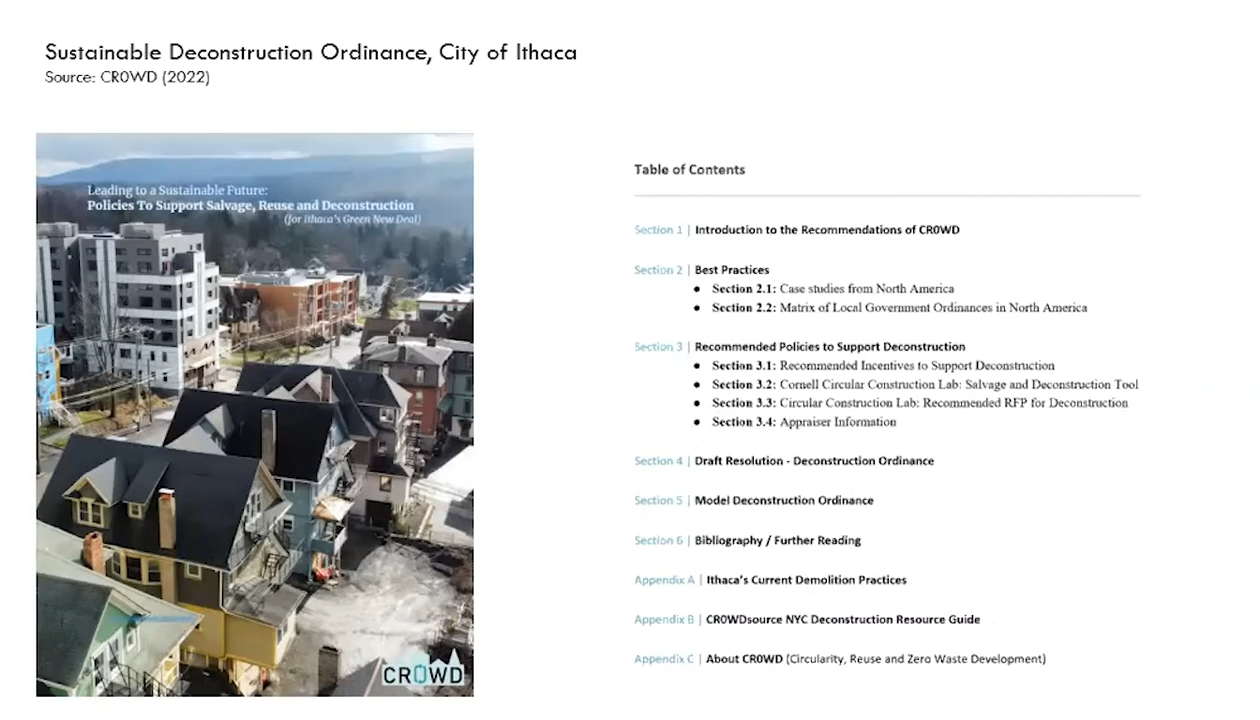 Sustainable Deconstruction Ordinance, City of Ithaca
Source: CR0WD (2022)
Leading to a Sustainable Future:
Policies To Support Salvage, Reuse and Deconstruction
(for Ithaca's Green New Deal)
CR0WD
Table of Contents
Section 1 | Introduction to the Recommendations of CR0WD
Section 2 | Best Practices
● Section 2.1: Case studies from North America
● Section 2.2: Matrix of Local Government Ordinances in North America
Section 3 | Recommended Policies to Support Deconstruction
● Section 3.1: Recommended Incentives to Support Deconstruction
● Section 3.2: Cornell Circular Construction Lab: Salvage and Deconstruction Tool
● Section 3.3: Circular Construction Lab: Recommended RFP for Deconstruction
● Section 3.4: Appraiser Information
Section 4 | Draft Resolution - Deconstruction Ordinance
Section 5 | Model Deconstruction Ordinance
Section 6 | Bibliography / Further Reading
Appendix A | Ithaca's Current Demolition Practices
Appendix B | CR0WDsource NYC Deconstruction Resource Guide
Appendix C | About CR0WD (Circularity, Reuse and Zero Waste Development)